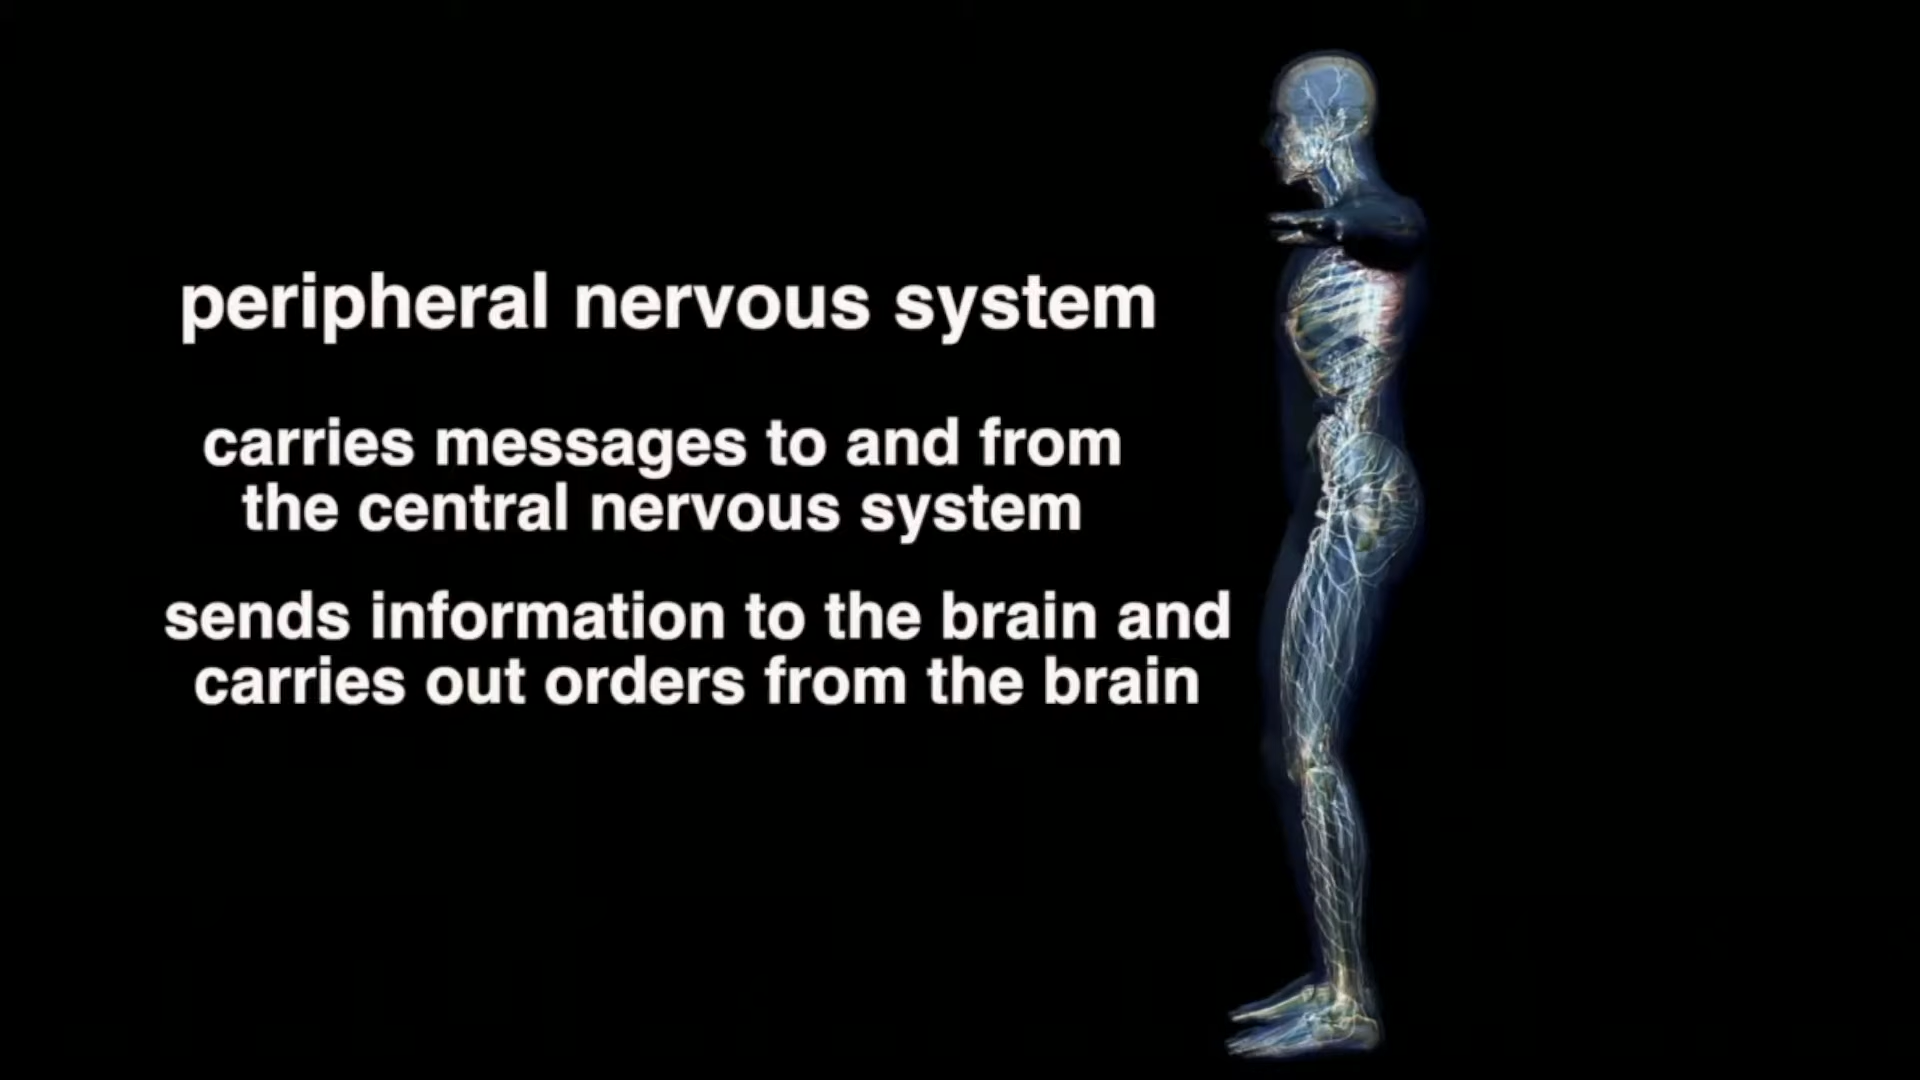 peripheral nervous system
carries messages to and from
the central nervous system
sends information to the brain and
carries out orders from the brain